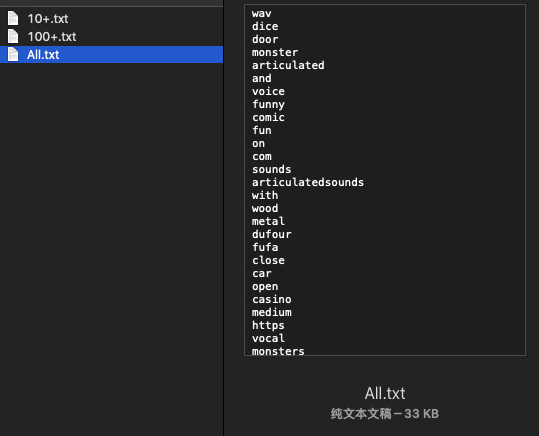 10+.txt
100+.txt
All.txt
wav
dice
door
monster
articulated
and
voice
funny
comic
fun
on
com
sounds
articulatedsounds
with
wood
metal
dufour
fufa
close
car
open
casino
medium
https
vocal
monsters
All.txt
纯文本文稿 – 33 KB